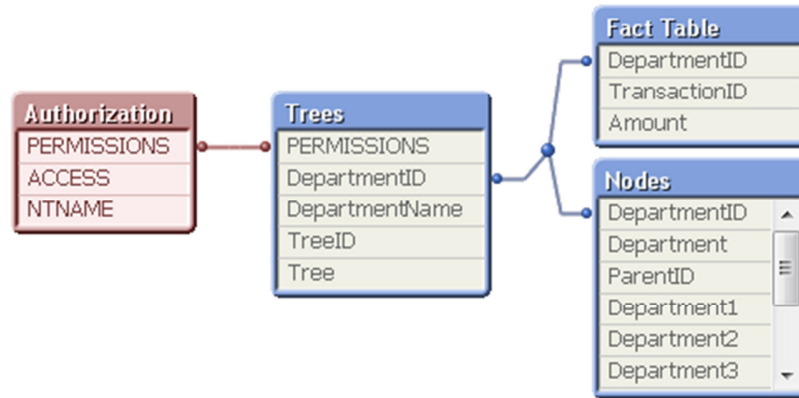 Authorization
PERMISSIONS
ACCESS
NTNAME
Trees
PERMISSIONS
DepartmentID
DepartmentName
TreeID
Tree
Fact Table
DepartmentID
TransactionID
Amount
Nodes
DepartmentID
Department
ParentID
Department1
Department2
Department3